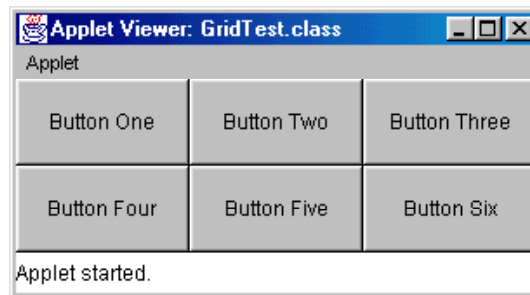 Applet Viewer: GridTest.class
Applet
Button One Button Two Button Three
Button Four Button Five Button Six
Applet started.